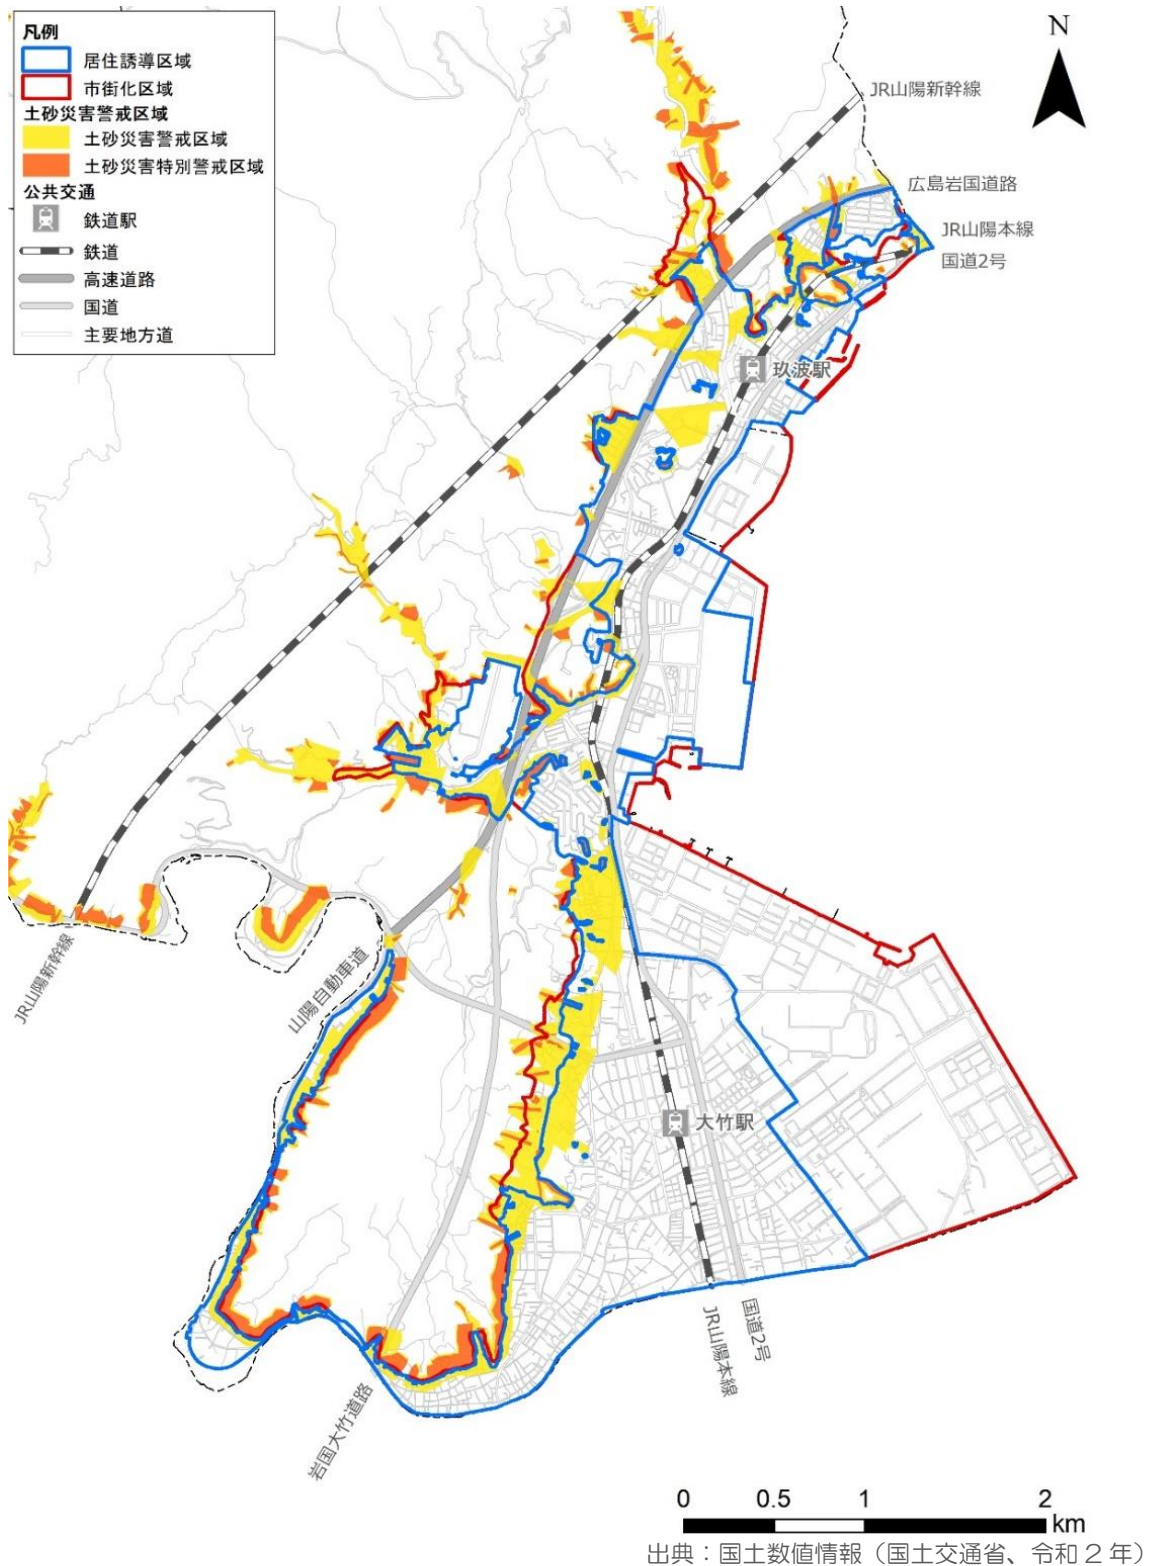 凡例
居住誘導区域
市街化区域
土砂災害警戒区域
土砂災害警戒区域
土砂災害特別警戒区域
公共交通
鉄道駅
鉄道
高速道路
国道
主要地方道
N
JR山陽新幹線
広島岩国道路
JR山陽本線
国道2号
玖波駅
JR山陽新幹線
山陽自動車道
大竹駅
岩国大竹道路
JR山陽本線
国道2号
0 0.5 1 2
km
出典：国土数値情報（国土交通省、令和２年）